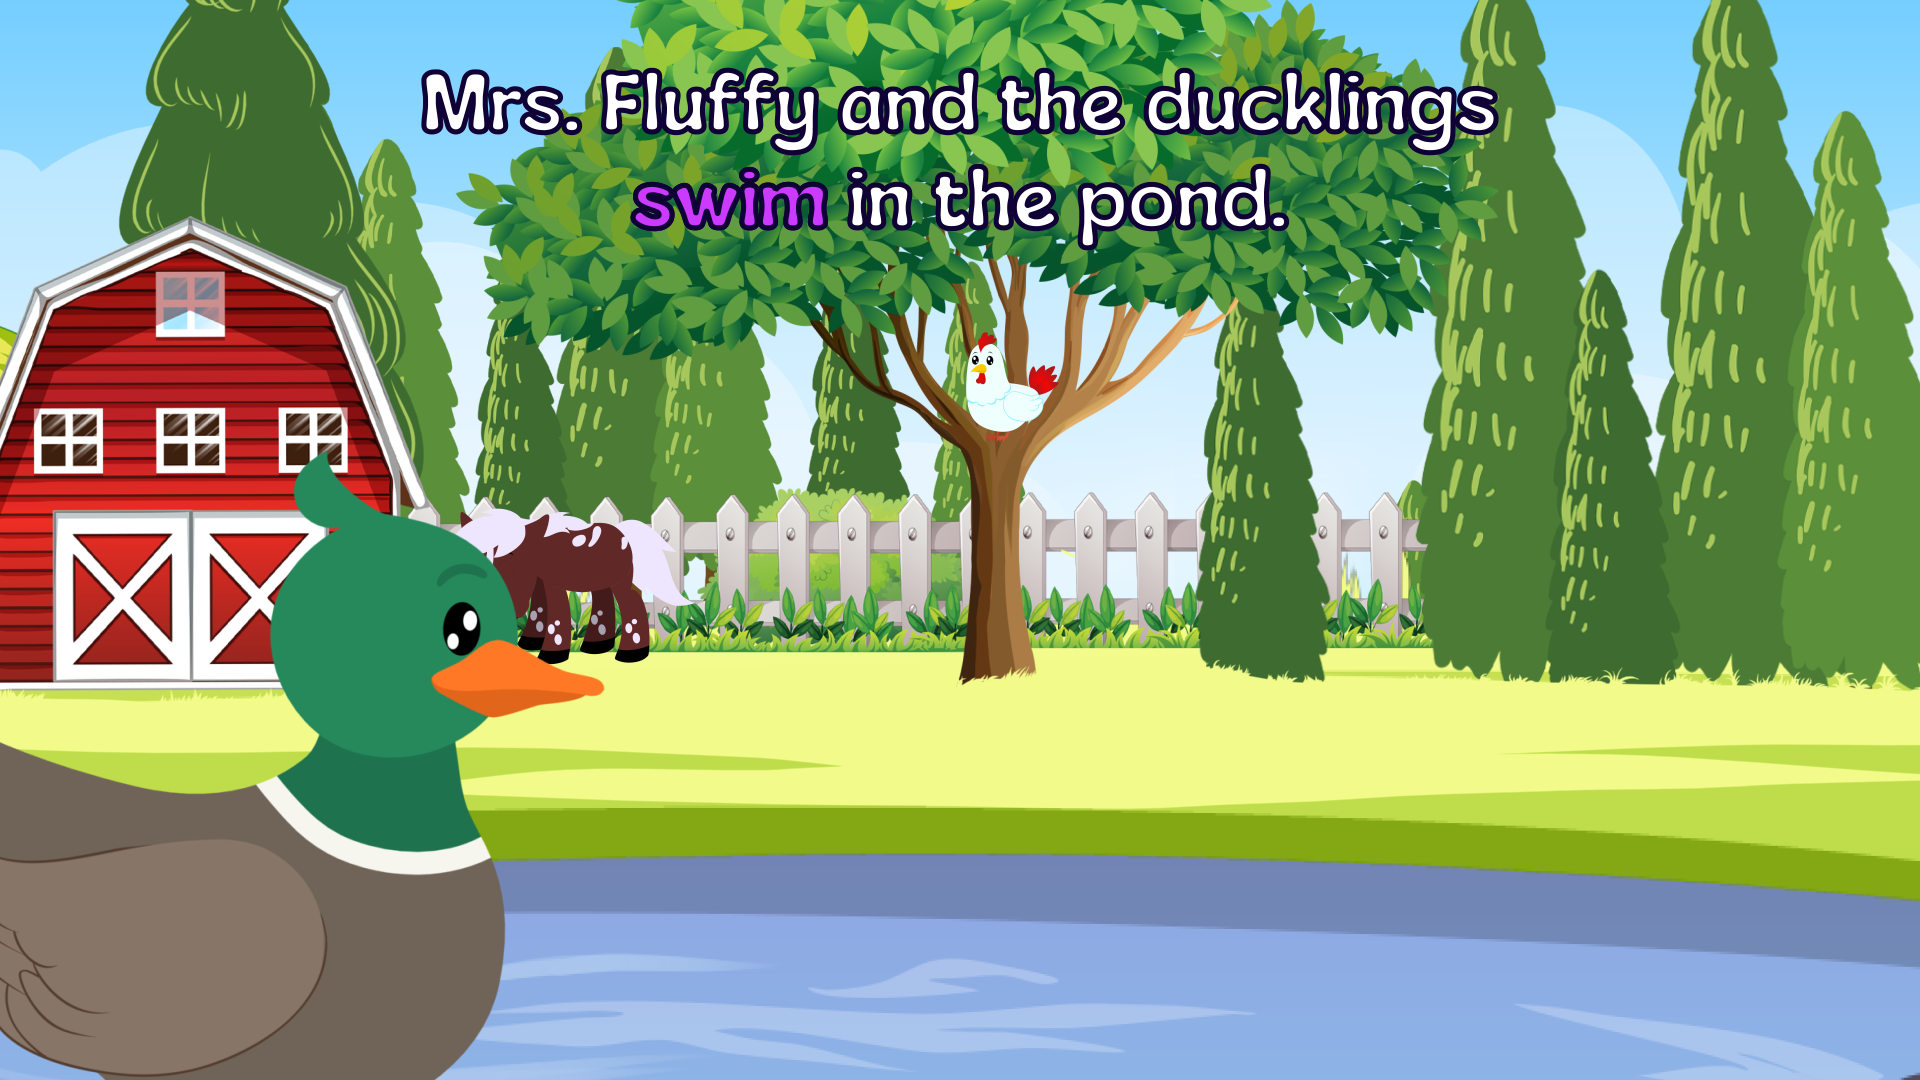 Mrs. Fluffy and the ducklings
swim in the pond.